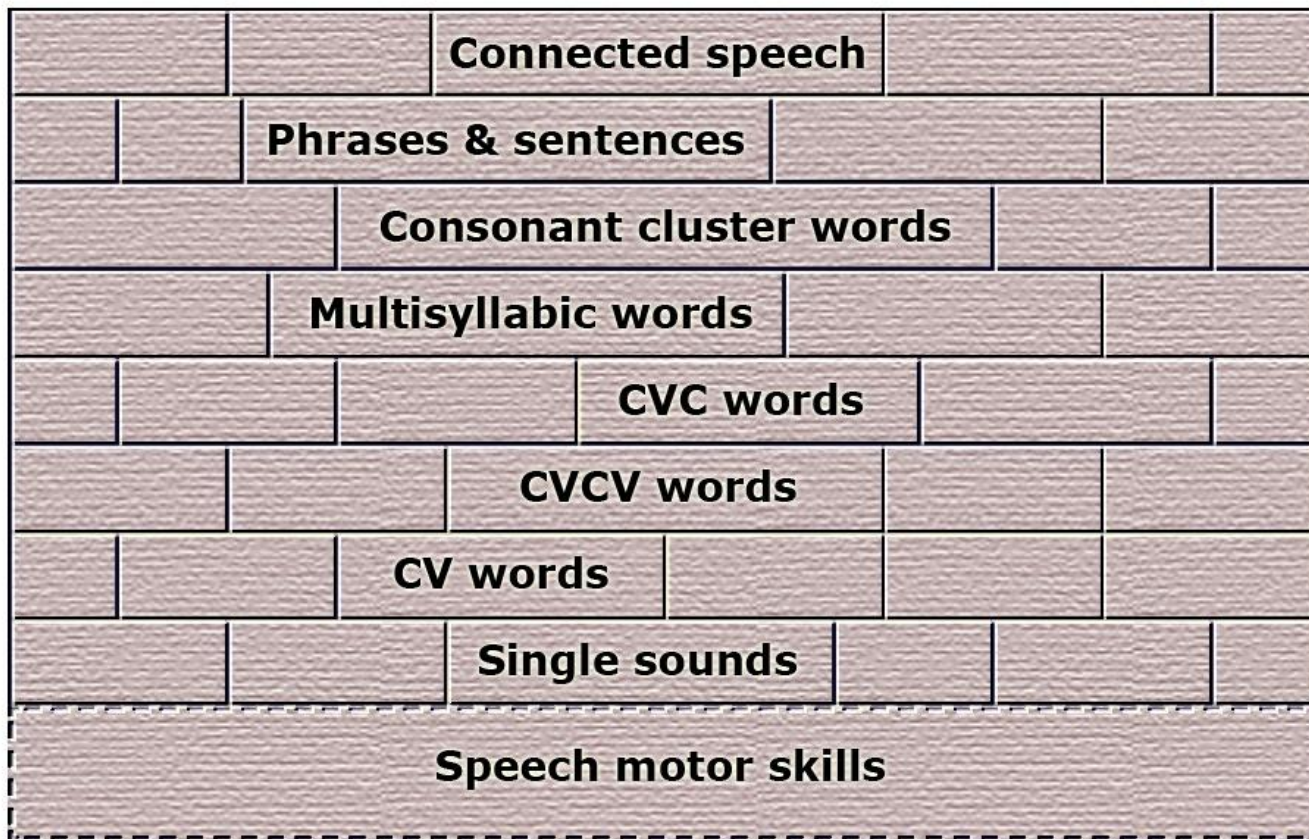 Connected speech
Phrases & sentences
Consonant cluster words
Multisyllabic words
CVC words
CVCV words
CV words
Single sounds
Speech motor skills